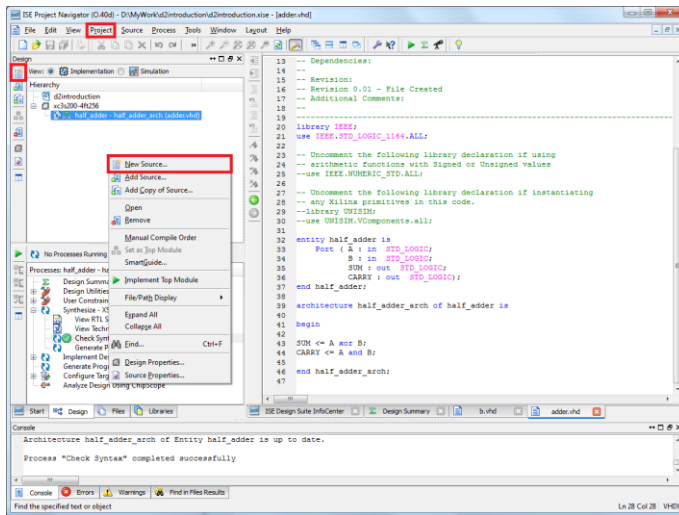 ISE Project Navigator (O.40d) - D:\MyWork\d2introduction\d2introduction.xise - [adder.vhd]
File Edit View Project Source Process Tools Window Layout Help
Design
View: Implementation Simulation
Hierarchy
d2introduction
xc3s200-4ft256
half_adder - half_adder_arch (adder.vhd)
New Source...
Add Source...
Add Copy of Source...
Open
Remove
Manual Compile Order
Set as Top Module
SmartGuide...
Implement Top Module
File/Path Display
Expand All
Collapse All
Find... Ctrl+F
Design Properties...
Source Properties...
No Processes Running
Processes: half_adder - ha
Design Summa
Design Utilities
User Constrain
Synthesize - XS
View RTL S
View Techn
Check Synt
Generate P
Implement De
Generate Prog
Configure Targ
Analyze Design Using ChipScope
Start Design Files Libraries
13 -- Dependencies:
14 --
15 -- Revision:
16 -- Revision 0.01 - File Created
17 -- Additional Comments:
18 --
19 ----------------------------------------------------------------------------------
20 library IEEE;
21 use IEEE.STD_LOGIC_1164.ALL;
22
23 -- Uncomment the following library declaration if using
24 -- arithmetic functions with Signed or Unsigned values
25 --use IEEE.NUMERIC_STD.ALL;
26
27 -- Uncomment the following library declaration if instantiating
28 -- any Xilinx primitives in this code.
29 --library UNISIM;
30 --use UNISIM.VComponents.all;
31
32 entity half_adder is
33 Port ( A : in STD_LOGIC;
34 B : in STD_LOGIC;
35 SUM : out STD_LOGIC;
36 CARRY : out STD_LOGIC);
37 end half_adder;
38
39 architecture half_adder_arch of half_adder is
40
41 begin
42
43 SUM <= A xor B;
44 CARRY <= A and B;
45
46 end half_adder_arch;
47
ISE Design Suite InfoCenter Design Summary b.vhd adder.vhd
Console
Architecture half_adder_arch of Entity half_adder is up to date.
Process "Check Syntax" completed successfully
Console Errors Warnings Find in Files Results
Find the specified text or object Ln 28 Col 28 VHDL